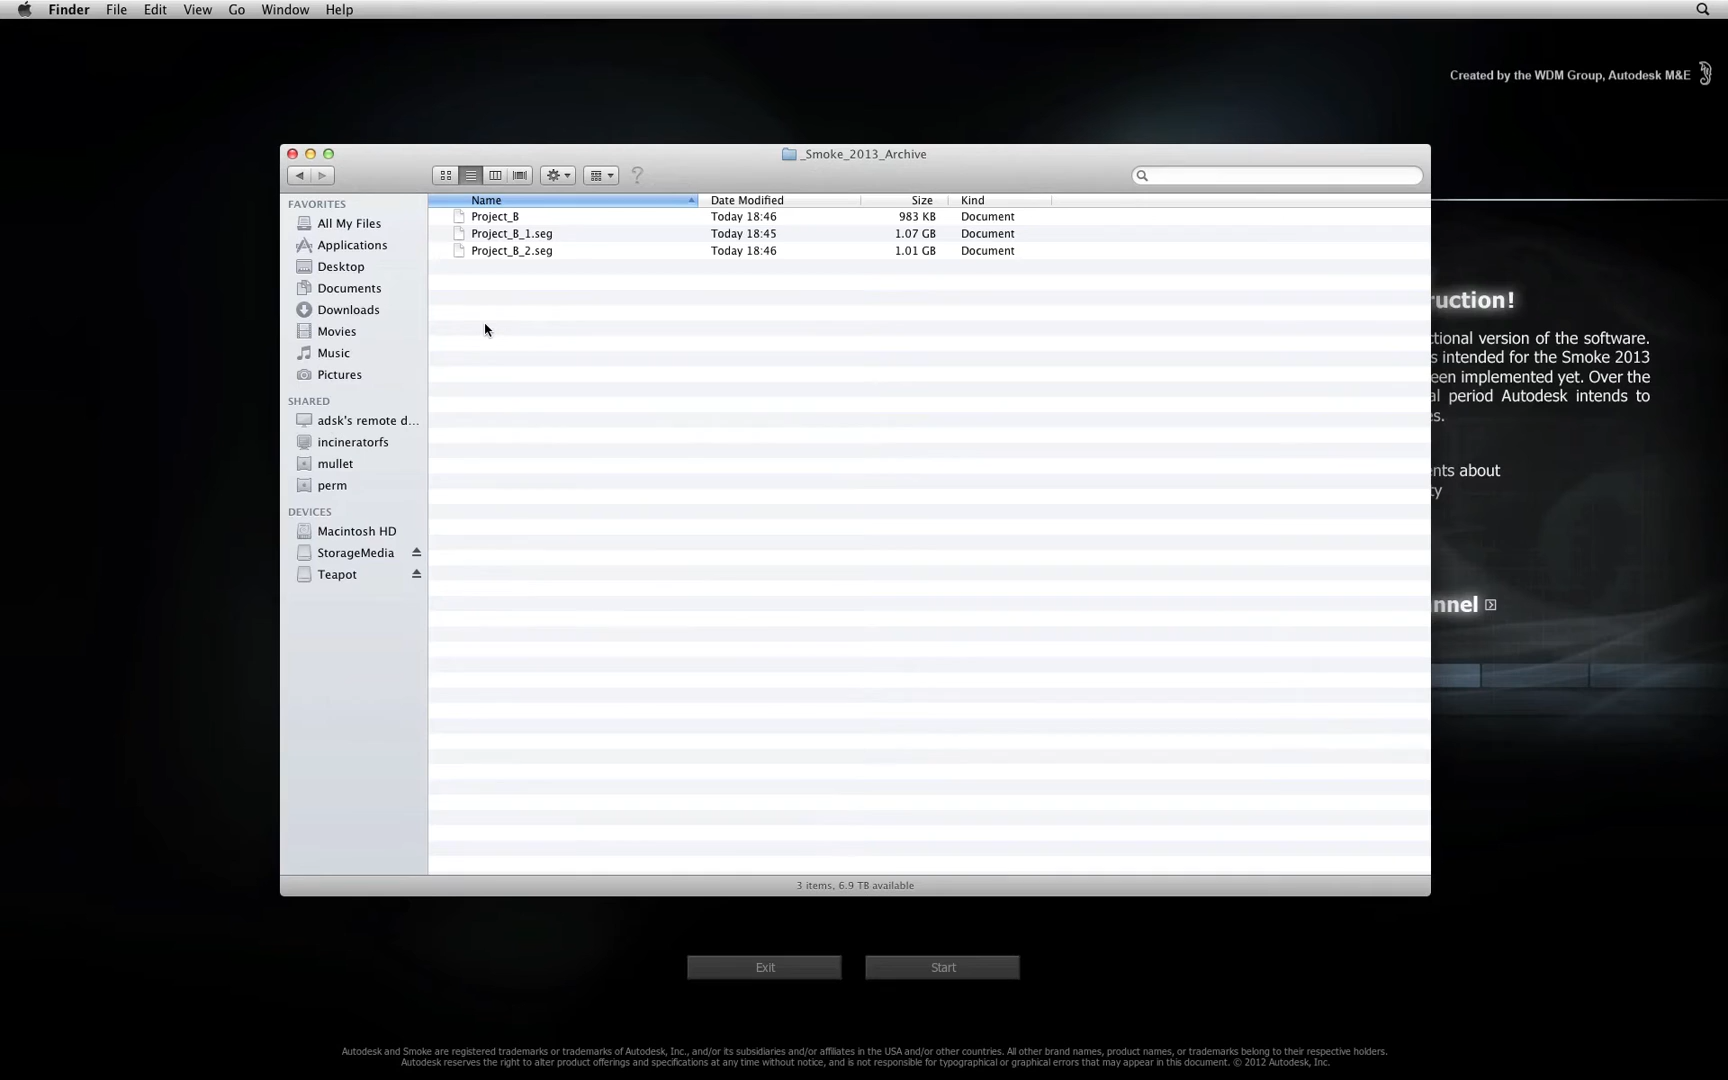 Finder File Edit View Go Window Help
Created by the WDM Group, Autodesk M&E
_Smoke_2013_Archive
FAVORITES
All My Files
Applications
Desktop
Documents
Downloads
Movies
Music
Pictures
SHARED
adsk's remote d...
incineratorfs
mullet
perm
DEVICES
Macintosh HD
StorageMedia
Teapot
Name Date Modified Size Kind
Project_B Today 18:46 983 KB Document
Project_B_1.seg Today 18:45 1.07 GB Document
Project_B_2.seg Today 18:46 1.01 GB Document
3 items, 6.9 TB available
ruction!
ctional version of the software.
s intended for the Smoke 2013
een implemented yet. Over the
al period Autodesk intends to
es.
nts about
ty
nnel
Exit Start
Autodesk and Smoke are registered trademarks or trademarks of Autodesk, Inc., and/or its subsidiaries and/or affiliates in the USA and/or other countries. All other brand names, product names, or trademarks belong to their respective holders.
Autodesk reserves the right to alter product offerings and specifications at any time without notice, and is not responsible for typographical or graphical errors that may appear in this document. © 2012 Autodesk, Inc.